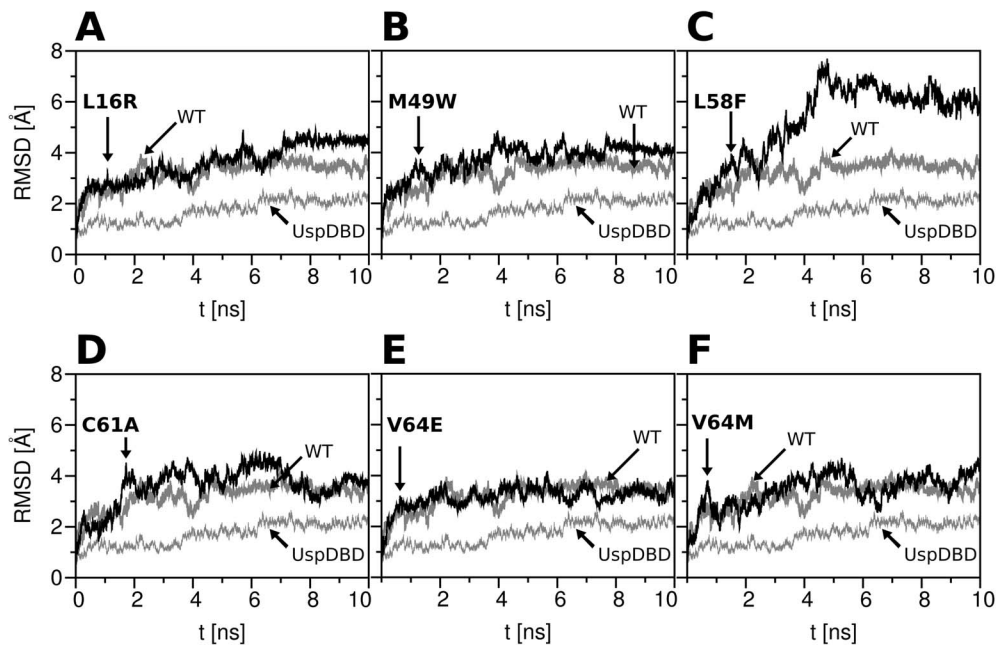 A B C
8
6
4
2
0
RMSD [Å]
L16R
WT
UspDBD
M49W
WT
UspDBD
L58F
WT
UspDBD
0 2 4 6 8 10
2 4 6 8 10
2 4 6 8 10
t [ns] t [ns] t [ns]
D E F
8
6
4
2
0
RMSD [Å]
C61A
WT
UspDBD
V64E
WT
UspDBD
V64M
WT
UspDBD
0 2 4 6 8 10
2 4 6 8 10
2 4 6 8 10
t [ns] t [ns] t [ns]